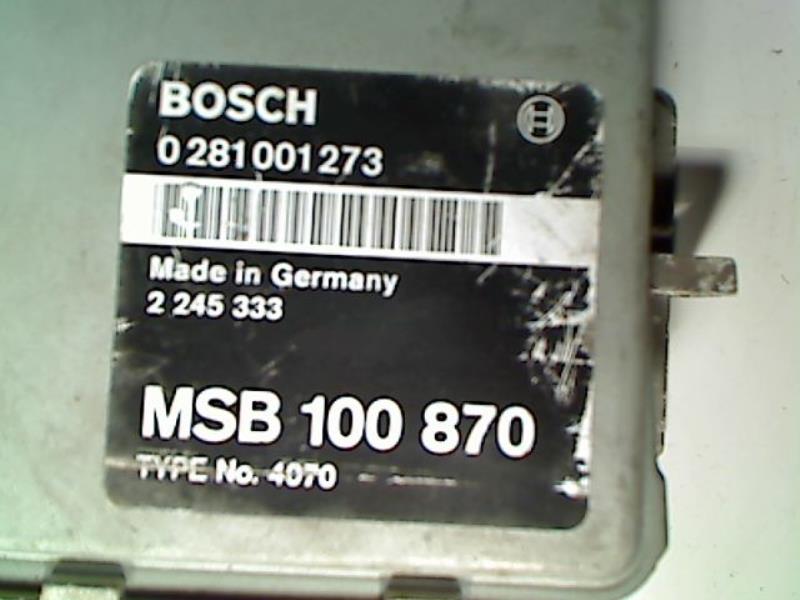 BOSCH
0 281 001 273
Made in Germany
2 245 333
MSB 100 870
TYPE No. 4070